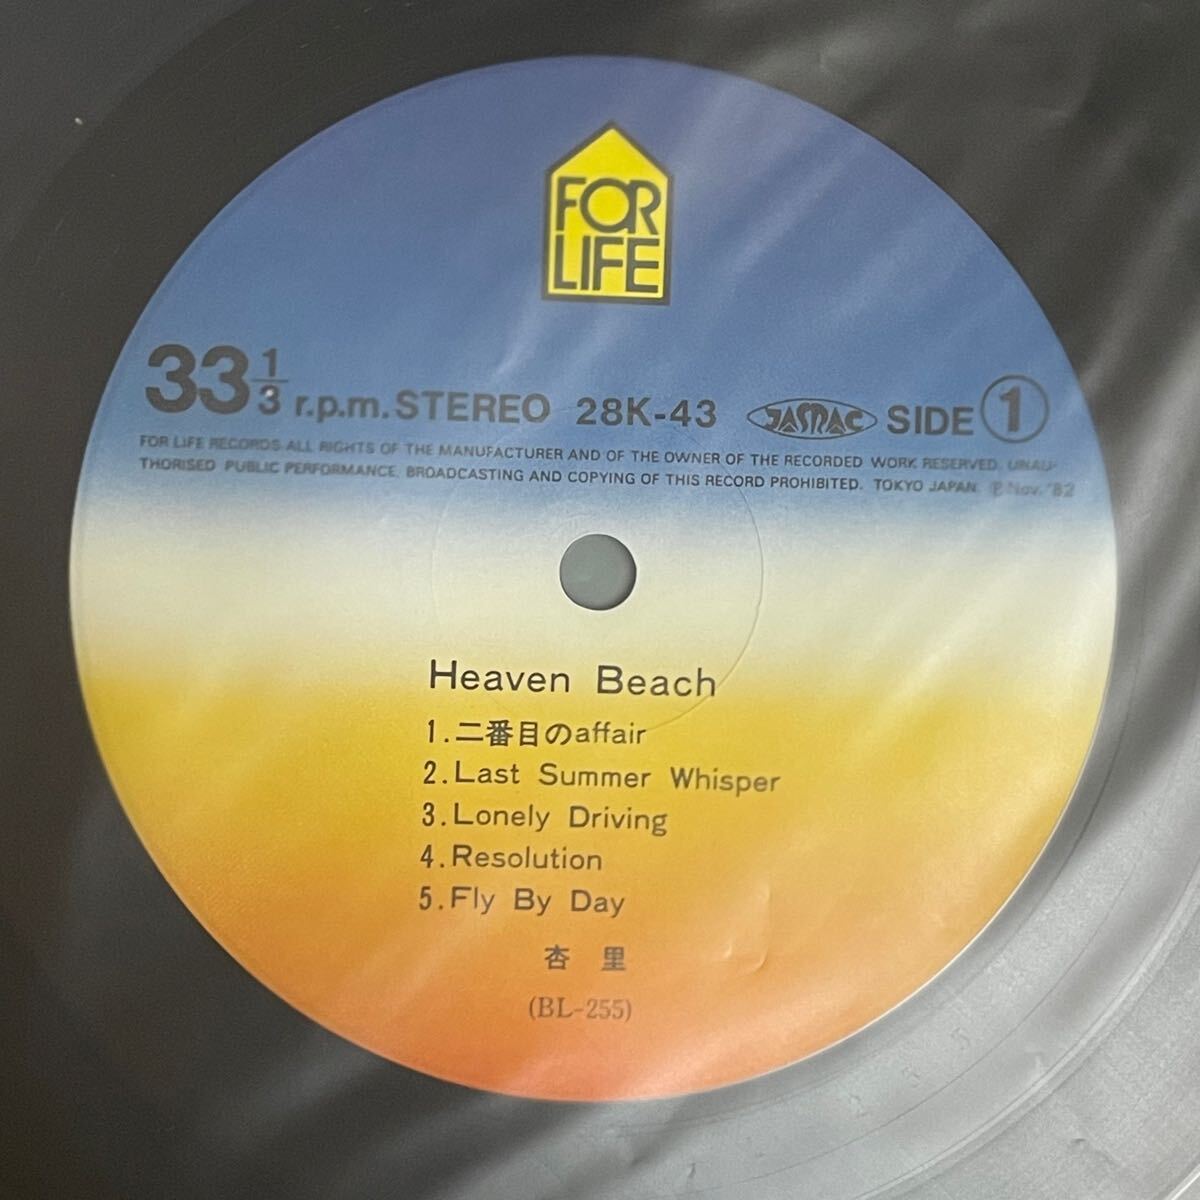 FOR
LIFE
33 1/3 r.p.m. STEREO 28K-43 JASRAC SIDE 1
FOR LIFE RECORDS ALL RIGHTS OF THE MANUFACTURER AND OF THE OWNER OF THE RECORDED WORK RESERVED. UNAU-
THORISED PUBLIC PERFORMANCE, BROADCASTING AND COPYING OF THIS RECORD PROHIBITED. TOKYO JAPAN. ℗ Nov. '82
Heaven Beach
1.二番目のaffair
2.Last Summer Whisper
3.Lonely Driving
4.Resolution
5.Fly By Day
杏里
(BL-255)